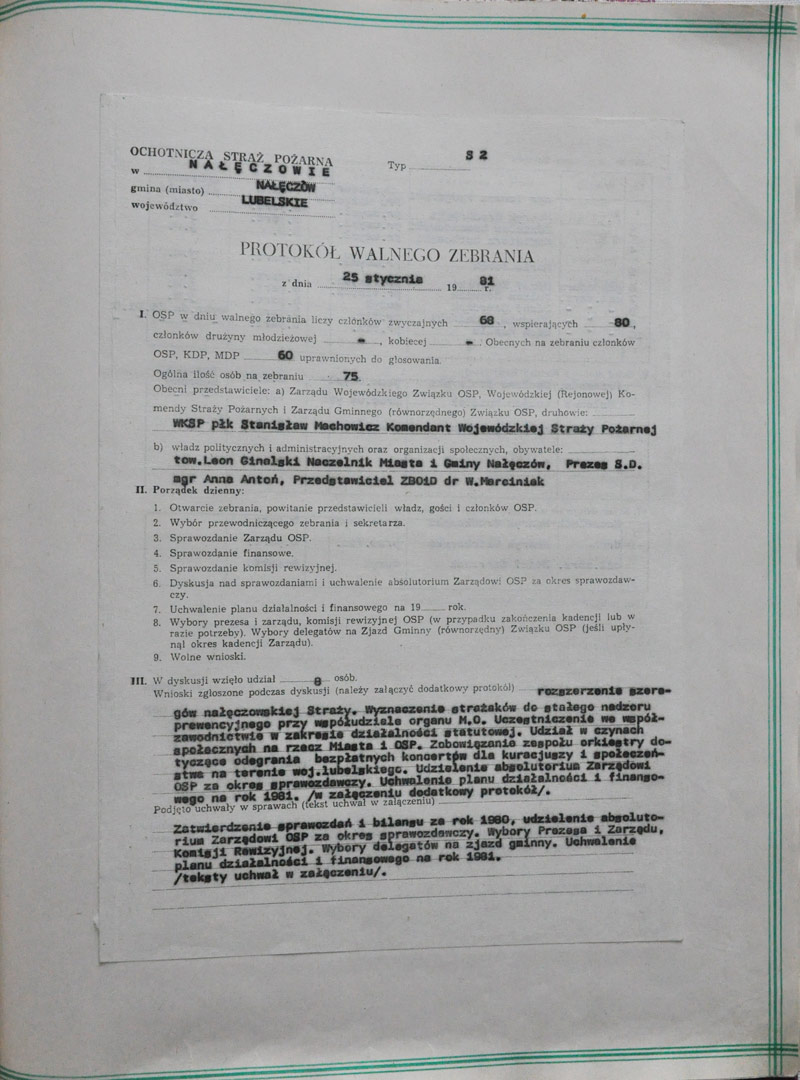 OCHOTNICZA STRAŻ POŻARNA
w NAŁĘCZOWIE
Typ S 2
gmina (miasto) NAŁĘCZÓW
województwo LUBELSKIE
PROTOKÓŁ WALNEGO ZEBRANIA
z dnia 25 stycznia 1981 r.
I. OSP w dniu walnego zebrania liczy członków zwyczajnych 68, wspierających 80,
członków drużyny młodzieżowej -, kobiecej -. Obecnych na zebraniu członków
OSP, KDP, MDP 60 uprawnionych do głosowania.
Ogólna ilość osób na zebraniu 75.
Obecni przedstawiciele: a) Zarządu Wojewódzkiego Związku OSP, Wojewódzkiej (Rejonowej) Ko-
mendy Straży Pożarnych i Zarządu Gminnego (równorzędnego) Związku OSP, druhowie:
WKSP płk Stanisław Machowicz Komendant Wojewódzkiej Straży Pożarnej
b) władz politycznych i administracyjnych oraz organizacji społecznych, obywatele:
tow.Leon Ginalski Naczelnik Miasta i Gminy Nałęczów, Prezes S.D.
mgr Anna Antoń, Przedstawiciel ZBOiD dr W.Marciniak
II. Porządek dzienny:
1. Otwarcie zebrania, powitanie przedstawicieli władz, gości i członków OSP.
2. Wybór przewodniczącego zebrania i sekretarza.
3. Sprawozdanie Zarządu OSP.
4. Sprawozdanie finansowe.
5. Sprawozdanie komisji rewizyjnej.
6. Dyskusja nad sprawozdaniami i uchwalenie absolutorium Zarządowi OSP za okres sprawozdaw-
czy.
7. Uchwalenie planu działalności i finansowego na 19 rok.
8. Wybory prezesa i zarządu, komisji rewizyjnej OSP (w przypadku zakończenia kadencji lub w
razie potrzeby). Wybory delegatów na Zjazd Gminny (równorzędny) Związku OSP (jeśli upły-
nął okres kadencji Zarządu).
9. Wolne wnioski.
III. W dyskusji wzięło udział 8 osób.
Wnioski zgłoszone podczas dyskusji (należy załączyć dodatkowy protokół) rozszerzenie szere-
gów nałęczowskiej Straży. Wyznaczenie strażaków do stałego nadzoru
prewencyjnego przy współudziale organu M.O. Uczestniczenie we współ-
zawodnictwie w zakresie działalności statutowej. Udział w czynach
społecznych na rzecz Miasta i OSP. Zobowiązanie zespołu orkiestry do-
tyczące odegrania bezpłatnych koncertów dla kuracjuszy i społeczeń-
stwa na terenie woj.lubelskiego. Udzielenie absolutorium Zarządowi
OSP za okres sprawozdawczy. Uchwalenie planu działalności i finanso-
wego na rok 1981. /w załączeniu dodatkowy protokół/.
Podjęto uchwały w sprawach (tekst uchwał w załączeniu)
Zatwierdzenie sprawozdań i bilansu za rok 1980, udzielenie absoluto-
rium Zarządowi OSP za okres sprawozdawczy. Wybory Prezesa i Zarządu,
Komisji Rewizyjnej. Wybory delegatów na zjazd gminny. Uchwalenie
planu działalności i finansowego na rok 1981.
/teksty uchwał w załączeniu/.